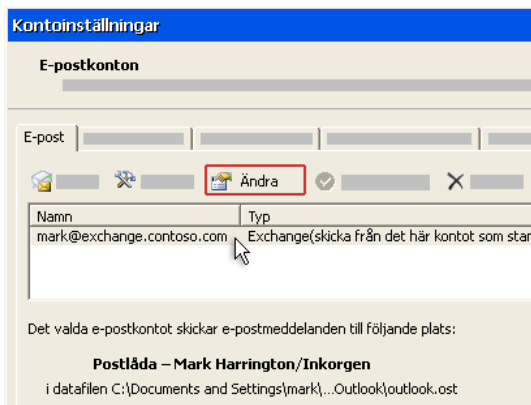 Kontoinställningar
E-postkonton
E-post
Ändra
Namn Typ
mark@exchange.contoso.com Exchange(skicka från det här kontot som
Det valda e-postkontot skickar e-postmeddelanden till följande plats:
Postlåda – Mark Harrington/Inkorgen
i datafilen C:\Documents and Settings\mark\...Outlook\outlook.ost